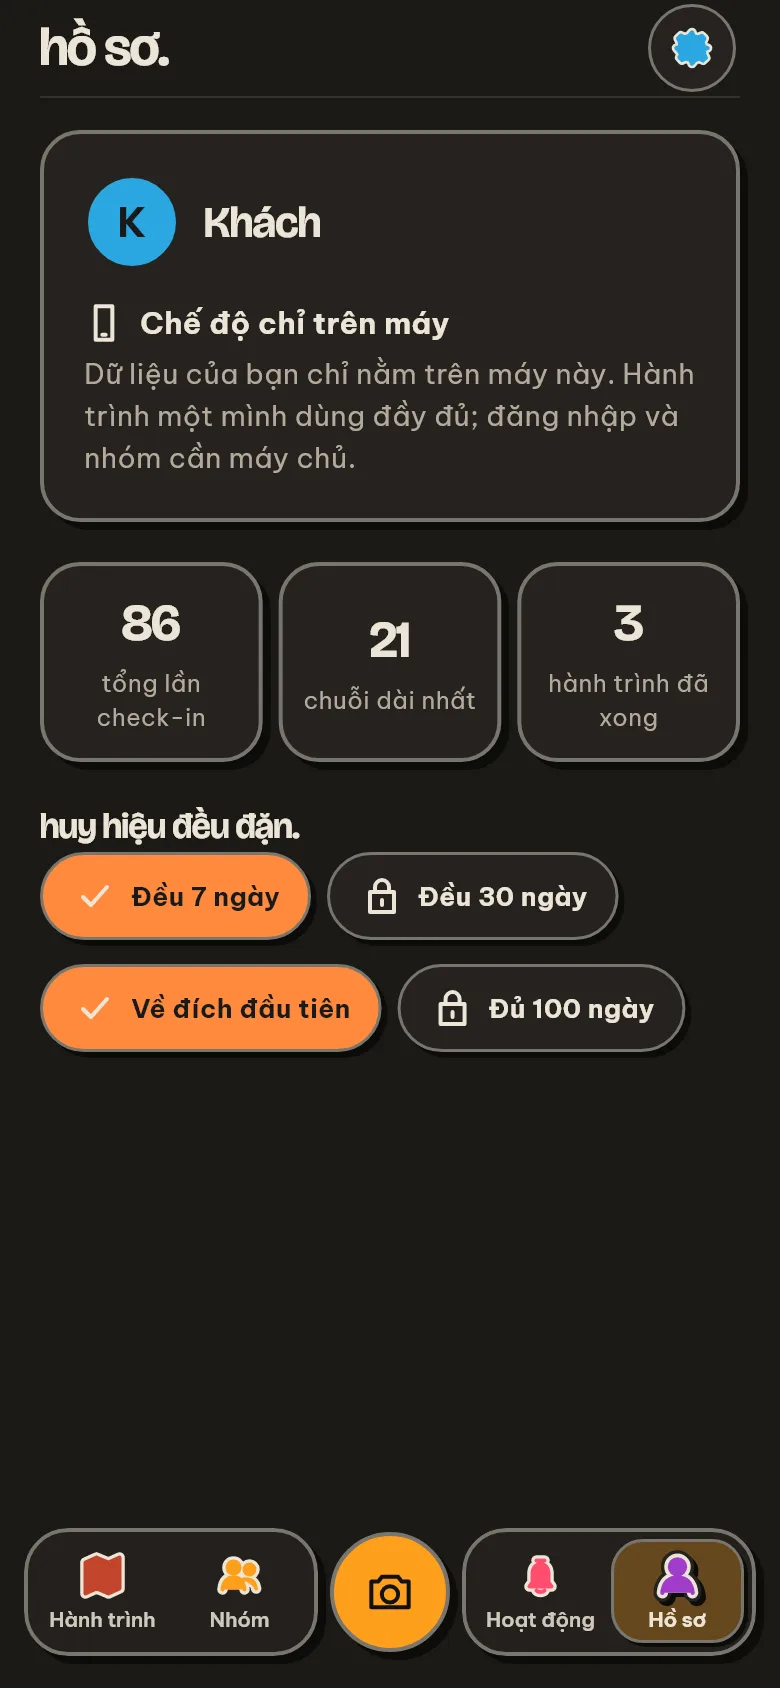 hồ sơ.
K
Khách
Chế độ chỉ trên máy
Dữ liệu của bạn chỉ nằm trên máy này. Hành
trình một mình dùng đầy đủ; đăng nhập và
nhóm cần máy chủ.
86
tổng lần
check-in
21
chuỗi dài nhất
3
hành trình đã
xong
huy hiệu đều đặn.
Đều 7 ngày
Đều 30 ngày
Về đích đầu tiên
Đủ 100 ngày
Hành trình
Nhóm
Hoạt động
Hồ sơ